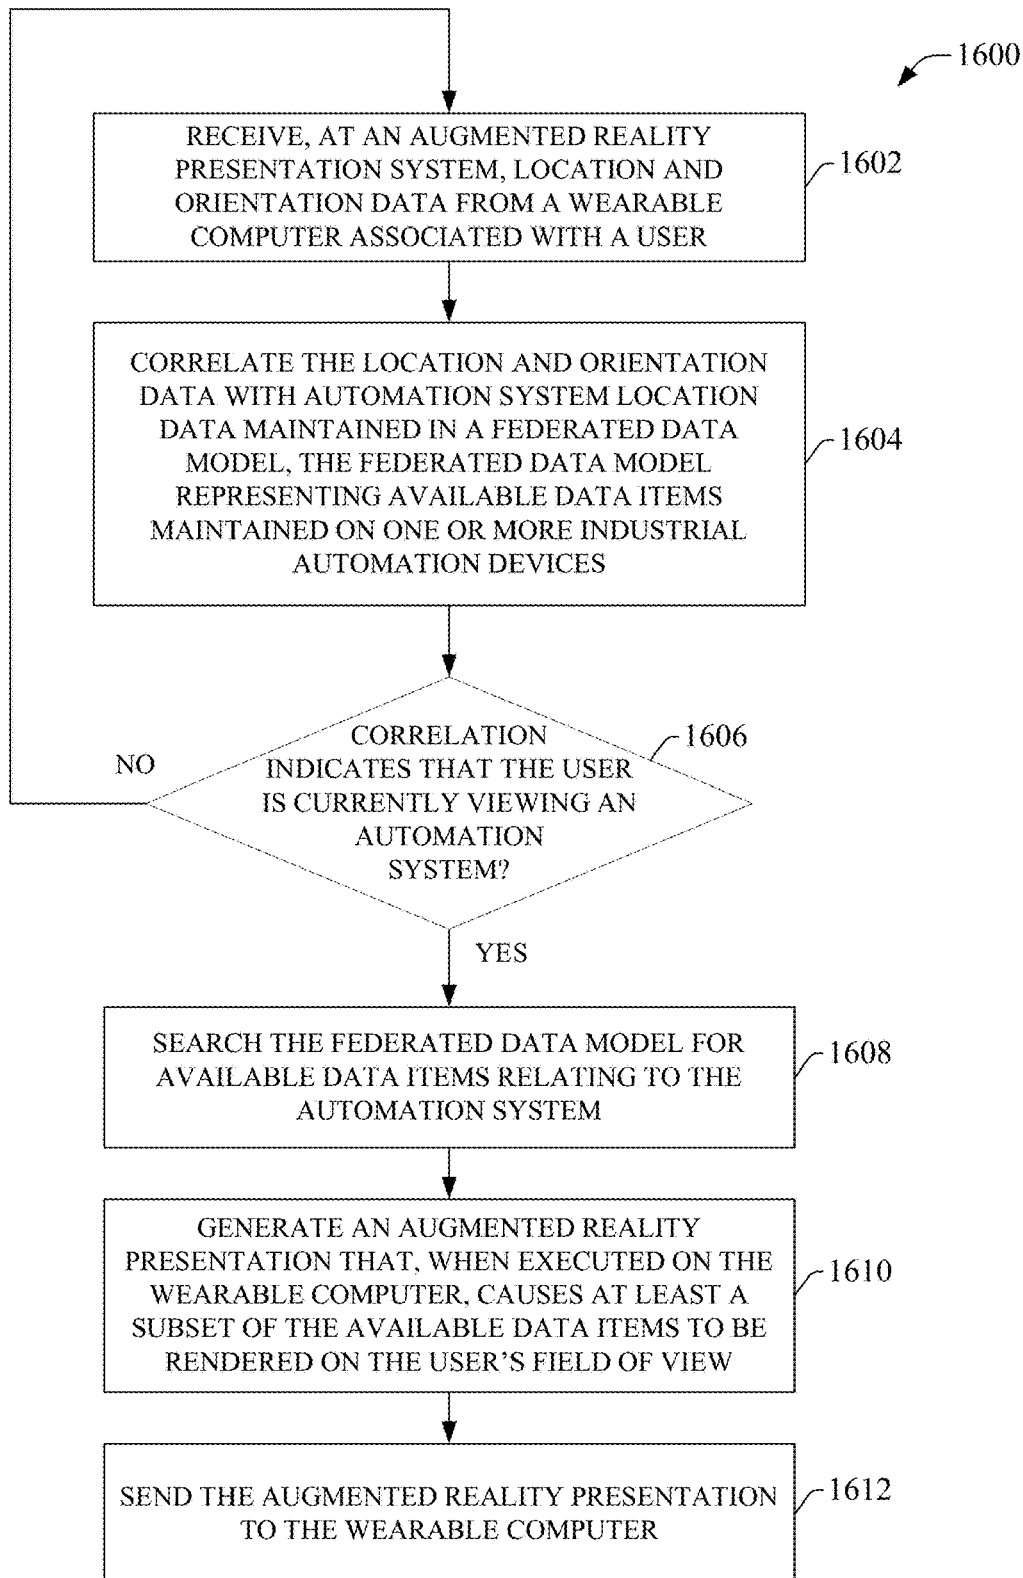 1600
RECEIVE, AT AN AUGMENTED REALITY
PRESENTATION SYSTEM, LOCATION AND
ORIENTATION DATA FROM A WEARABLE
COMPUTER ASSOCIATED WITH A USER
1602
CORRELATE THE LOCATION AND ORIENTATION
DATA WITH AUTOMATION SYSTEM LOCATION
DATA MAINTAINED IN A FEDERATED DATA
MODEL, THE FEDERATED DATA MODEL
REPRESENTING AVAILABLE DATA ITEMS
MAINTAINED ON ONE OR MORE INDUSTRIAL
AUTOMATION DEVICES
1604
CORRELATION
INDICATES THAT THE USER
IS CURRENTLY VIEWING AN
AUTOMATION
SYSTEM?
1606
NO
YES
SEARCH THE FEDERATED DATA MODEL FOR
AVAILABLE DATA ITEMS RELATING TO THE
AUTOMATION SYSTEM
1608
GENERATE AN AUGMENTED REALITY
PRESENTATION THAT, WHEN EXECUTED ON THE
WEARABLE COMPUTER, CAUSES AT LEAST A
SUBSET OF THE AVAILABLE DATA ITEMS TO BE
RENDERED ON THE USER'S FIELD OF VIEW
1610
SEND THE AUGMENTED REALITY PRESENTATION
TO THE WEARABLE COMPUTER
1612